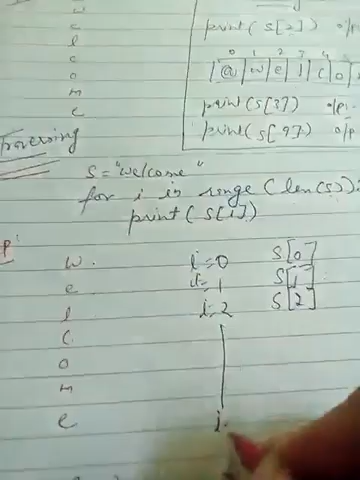 w
e
l
c
o
m
e
print(s[2]) o/p
0 1 2 3 4
@ w e l c o
print(s[3]) o/p:
print(s[9]) o/p
Traversing
s = "welcome"
for i in range(len(s)):
print(s[i])
p:
w. i=0 s[0]
e i=1 s[1]
l i=2 s[2]
c
o
m
e i